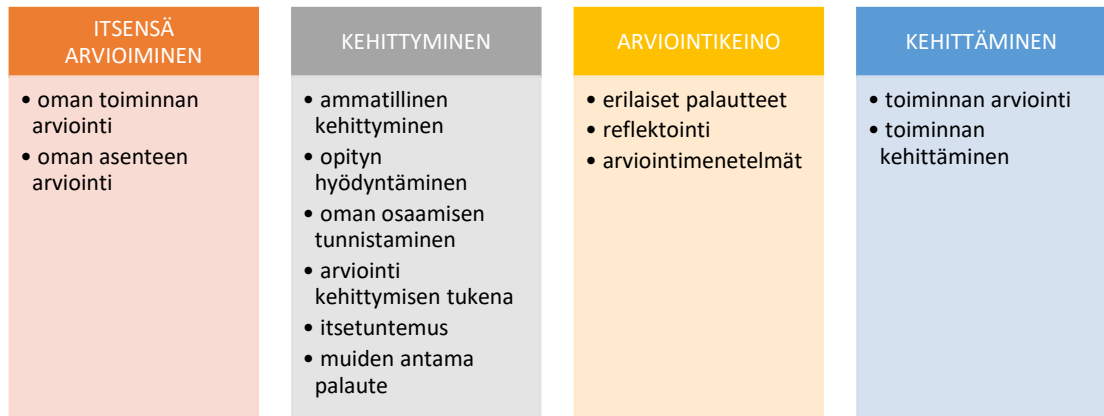 ITSENSÄ
ARVIOIMINEN
• oman toiminnan
arviointi
• oman asenteen
arviointi
KEHITTYMINEN
• ammatillinen
kehittyminen
• opityn
hyödyntäminen
• oman osaamisen
tunnistaminen
• arviointi
kehittymisen tukena
• itsetuntemus
• muiden antama
palaute
ARVIOINTIKEINO
• erilaiset palautteet
• reflektointi
• arviointimenetelmät
KEHITTÄMINEN
• toiminnan arviointi
• toiminnan
kehittäminen